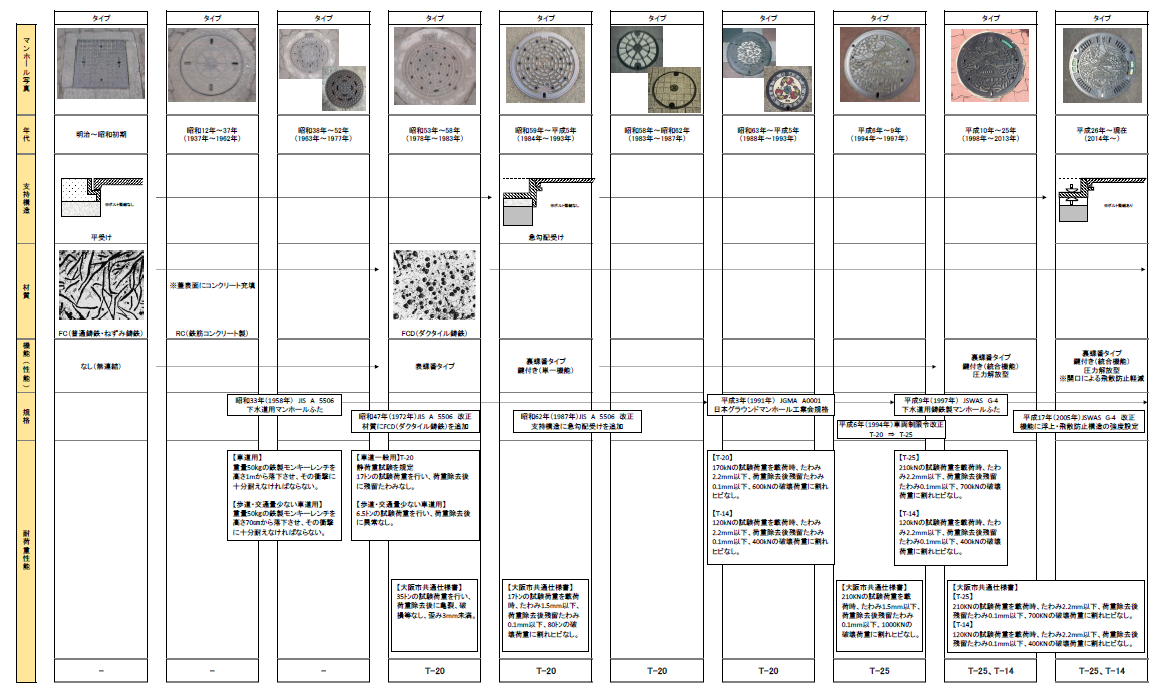 タイプ
タイプ
タイプ
タイプ
タイプ
タイプ
タイプ
タイプ
タイプ
タイプ
マンホール写真
年代
明治～昭和初期
昭和12年～37年
(1937年～1962年)
昭和38年～52年
(1963年～1977年)
昭和53年～58年
(1978年～1983年)
昭和59年～平成5年
(1984年～1993年)
昭和58年～昭和62年
(1983年～1987年)
昭和63年～平成5年
(1988年～1993年)
平成6年～9年
(1994年～1997年)
平成10年～25年
(1998年～2013年)
平成26年～現在
(2014年～)
支持構造
※ボルト緊結なし
平受け
※ボルト緊結なし
急勾配受け
※ボルト緊結あり
材質
FC(普通鋳鉄・ねずみ鋳鉄)
※蓋表面にコンクリート充填
RC(鉄筋コンクリート製)
FCD(ダクタイル鋳鉄)
機能(性能)
なし(無連結)
表蝶番タイプ
裏蝶番タイプ
鍵付き(単一機能)
裏蝶番タイプ
鍵付き(統合機能)
圧力解放型
裏蝶番タイプ
鍵付き(統合機能)
圧力解放型
※開口による飛散防止軽減
規格
昭和33年(1958年) JIS A 5506
下水道用マンホールふた
昭和47年(1972年)JIS A 5506 改正
材質にFCD(ダクタイル鋳鉄)を追加
昭和62年(1987年)JIS A 5506 改正
支持構造に急勾配受けを追加
平成3年(1991年) JGMA A0001
日本グラウンドマンホール工業会規格
平成6年(1994年)車両制限令改正
T-20 ⇒ T-25
平成9年(1997年) JSWAS G-4
下水道用鋳鉄製マンホールふた
平成17年(2005年)JSWAS G-4 改正
機能に浮上・飛散防止構造の強度設定
耐荷重性能
【車道用】
重量50kgの鉄製モンキーレンチを
高さ1mから落下させ、その衝撃に
十分耐えなければならない。
【歩道・交通量少ない車道用】
重量50kgの鉄製モンキーレンチを
高さ70cmから落下させ、その衝撃
に十分耐えなければならない。
【車道一般用】T-20
静荷重試験を規定
17トンの試験荷重を行い、荷重除去後
に残留たわみなし。
【歩道・交通量少ない車道用】
6.5トンの試験荷重を行い、荷重除去後
に異常なし。
【T-20】
170kNの試験荷重を載荷時、たわみ
2.2mm以下、荷重除去後残留たわみ
0.1mm以下、600kNの破壊荷重に割れ
ヒビなし。
【T-14】
120kNの試験荷重を載荷時、たわみ
2.2mm以下、荷重除去後残留たわみ
0.1mm以下、400kNの破壊荷重に割れ
ヒビなし。
【T-25】
210kNの試験荷重を載荷時、たわ
み2.2mm以下、荷重除去後残留
たわみ0.1mm以下、700kNの破壊
荷重に割れヒビなし。
【T-14】
120kNの試験荷重を載荷時、たわ
み2.2mm以下、荷重除去後残留
たわみ0.1mm以下、400kNの破壊
荷重に割れヒビなし。
【大阪市共通仕様書】
35トンの試験荷重を行い、
荷重除去後に亀裂、破
損等なし、歪み3mm未満。
【大阪市共通仕様書】
17トンの試験荷重を載荷
時、たわみ1.5mm以下、
荷重除去後残留たわみ
0.1mm以下、80トンの破
壊荷重に割れヒビなし。
【大阪市共通仕様書】
210KNの試験荷重を載
荷時、たわみ1.5mm以下、
荷重除去後残留たわみ
0.1mm以下、1000KNの
破壊荷重に割れヒビなし。
【大阪市共通仕様書】
【T-25】
210KNの試験荷重を載荷時、たわみ2.2mm以下、荷重除去後
残留たわみ0.1mm以下、700KNの破壊荷重に割れヒビなし。
【T-14】
120KNの試験荷重を載荷時、たわみ2.2mm以下、荷重除去後
残留たわみ0.1mm以下、400KNの破壊荷重に割れヒビなし。
－
－
－
T-20
T-20
T-20
T-20
T-25
T-25、T-14
T-25、T-14